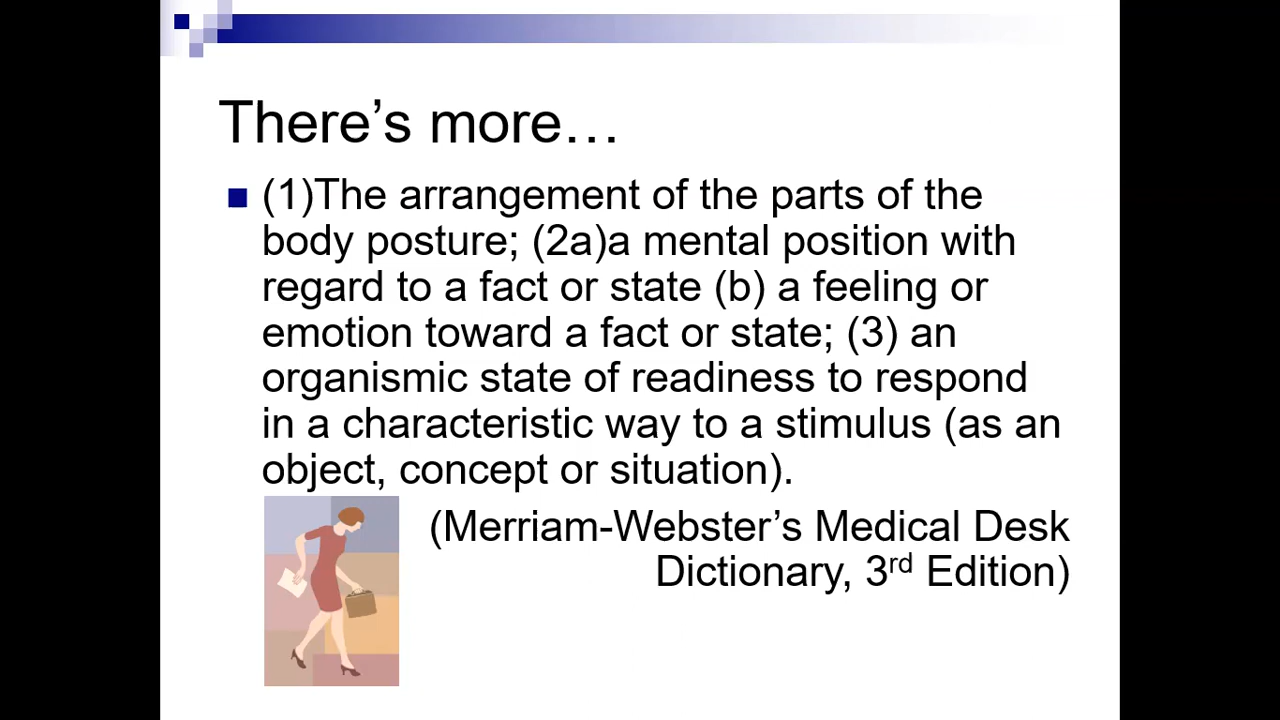 There’s more…
(1)The arrangement of the parts of the
body posture; (2a)a mental position with
regard to a fact or state (b) a feeling or
emotion toward a fact or state; (3) an
organismic state of readiness to respond
in a characteristic way to a stimulus (as an
object, concept or situation).
(Merriam-Webster’s Medical Desk
Dictionary, 3rd Edition)